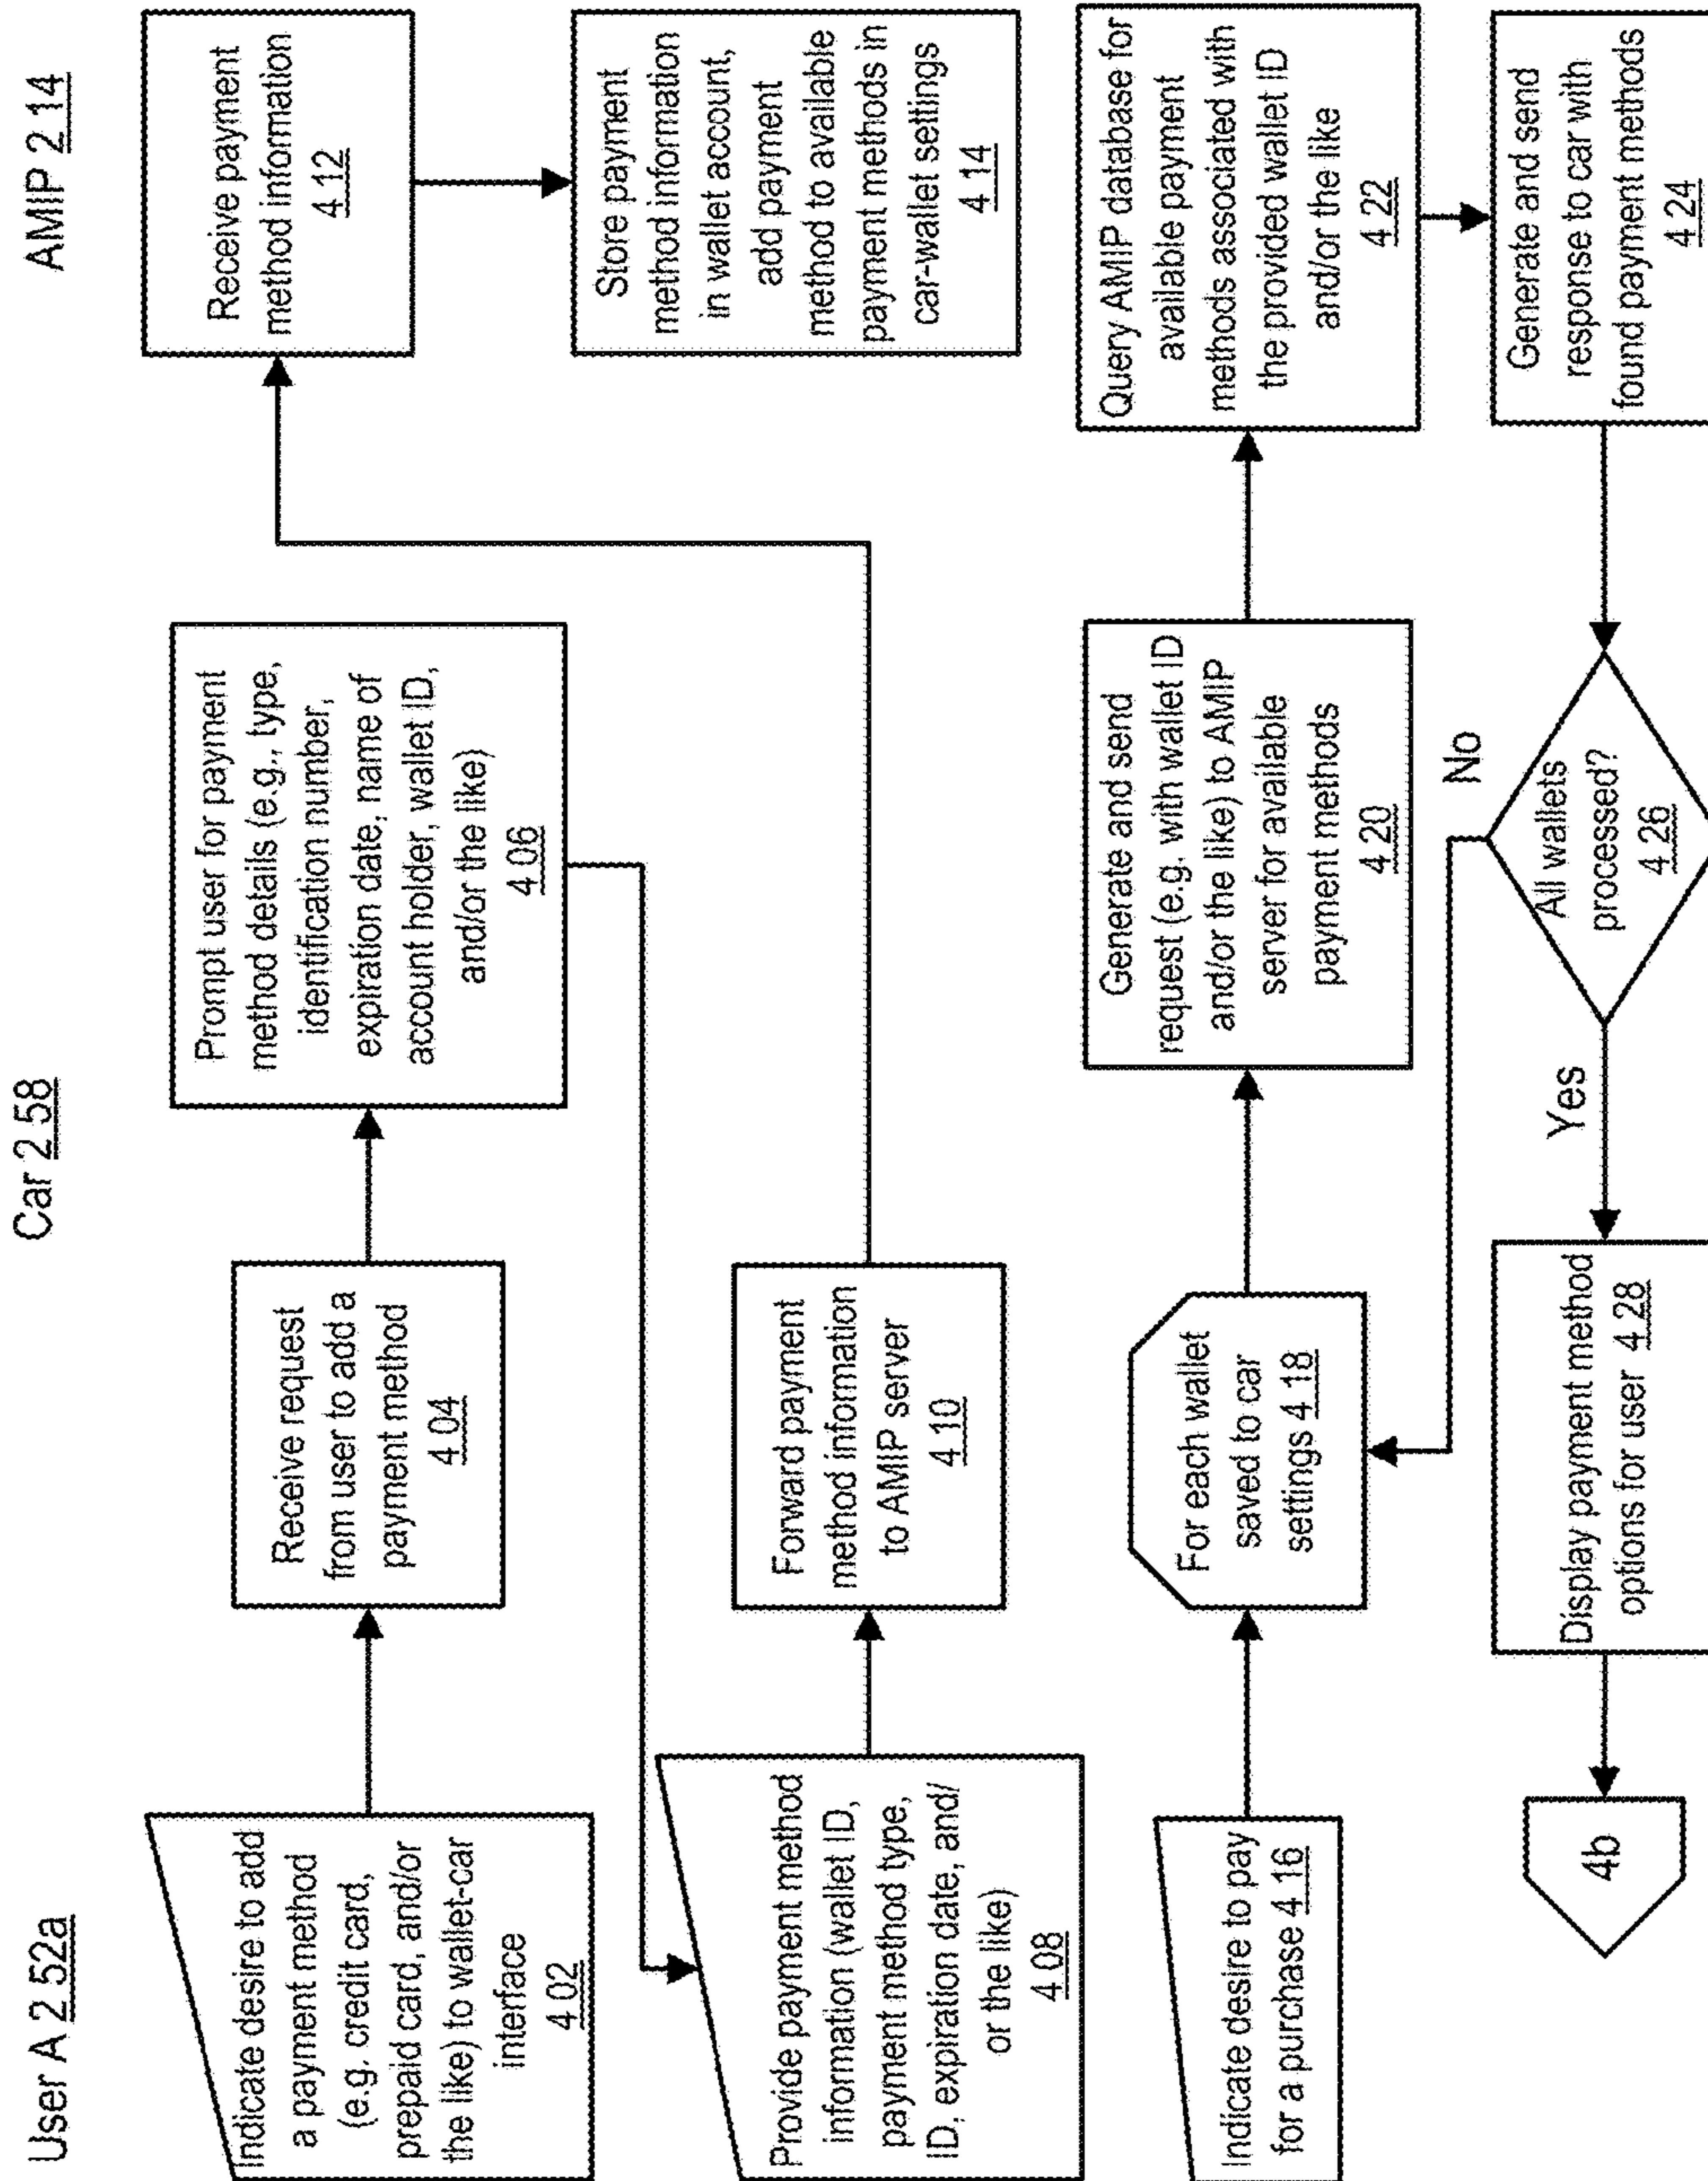 User A 2 52a
Car 2 58
AMIP 2 14
Indicate desire to add
a payment method
(e.g. credit card,
prepaid card, and/or
the like) to wallet-car
interface
4 02
Receive request
from user to add a
payment method
4 04
Prompt user for payment
method details (e.g., type,
identification number,
expiration date, name of
account holder, wallet ID,
and/or the like)
4 06
Provide payment method
information (wallet ID,
payment method type,
ID, expiration date, and/
or the like)
4 08
Forward payment
method information
to AMIP server
4 10
Receive payment
method information
4 12
Store payment
method information
in wallet account,
add payment
method to available
payment methods in
car-wallet settings
4 14
Indicate desire to pay
for a purchase 4 16
For each wallet
saved to car
settings 4 18
Generate and send
request (e.g. with wallet ID
and/or the like) to AMIP
server for available
payment methods
4 20
Query AMIP database for
available payment
methods associated with
the provided wallet ID
and/or the like
4 22
Generate and send
response to car with
found payment methods
4 24
All wallets
processed?
4 26
No
Yes
Display payment method
options for user 4 28
4b